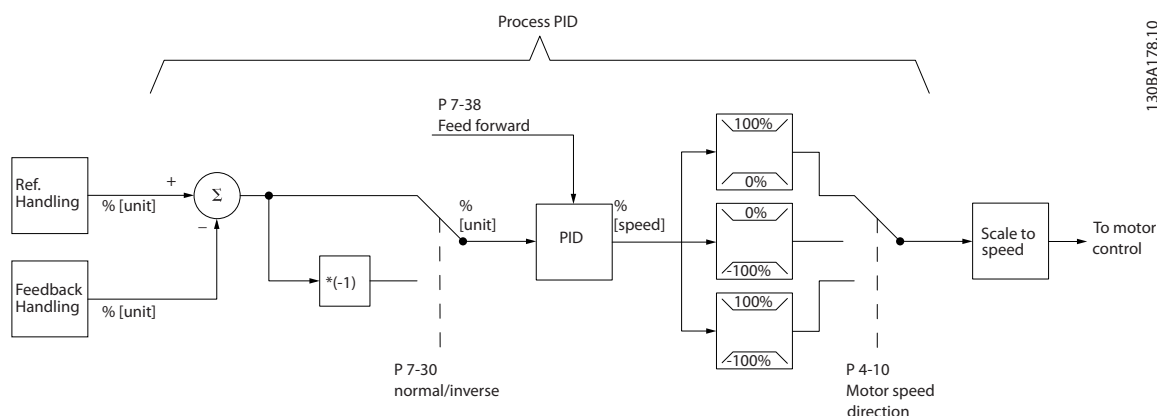 Process PID
130BA178.10
P 7-38
Feed forward
Ref.
Handling
% [unit]
+
Σ
−
Feedback
Handling
% [unit]
*(-1)
P 7-30
normal/inverse
%
[unit]
PID
%
[speed]
100%
0%
0%
-100%
100%
-100%
P 4-10
Motor speed
direction
Scale to
speed
To motor
control